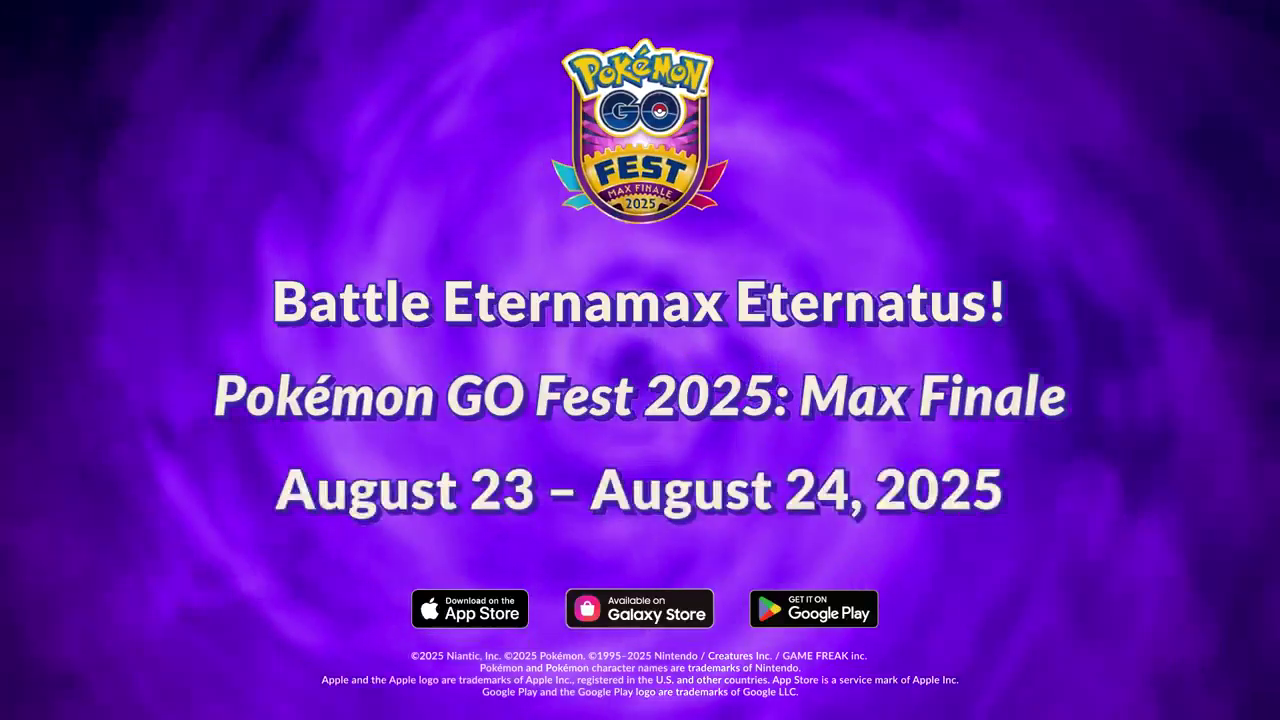 POKéMON
GO
FEST
MAX FINALE
2025
Battle Eternamax Eternatus!
Pokémon GO Fest 2025: Max Finale
August 23 – August 24, 2025
Download on the
App Store
Available on
Galaxy Store
GET IT ON
Google Play
©2025 Niantic, Inc. ©2025 Pokémon. ©1995–2025 Nintendo / Creatures Inc. / GAME FREAK inc.
Pokémon and Pokémon character names are trademarks of Nintendo.
Apple and the Apple logo are trademarks of Apple Inc., registered in the U.S. and other countries. App Store is a service mark of Apple Inc.
Google Play and the Google Play logo are trademarks of Google LLC.